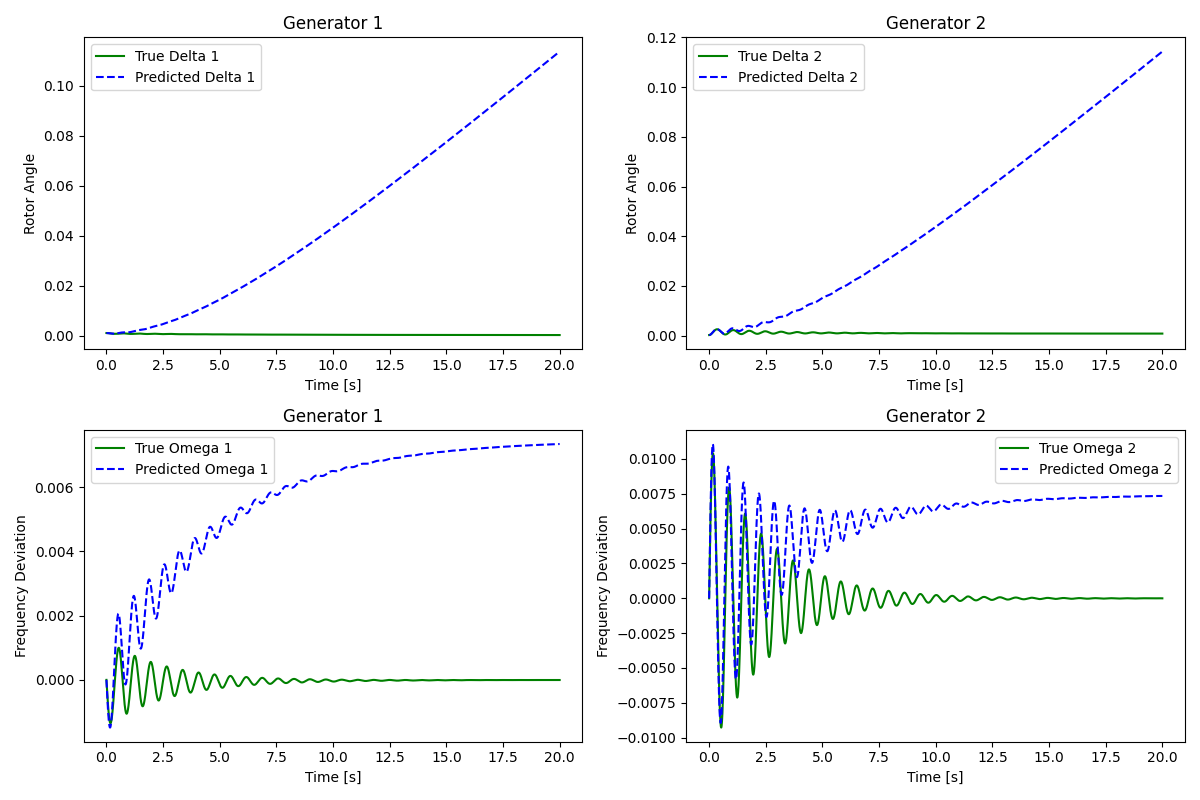 Generator 1
True Delta 1
Predicted Delta 1
Rotor Angle
0.10
0.08
0.06
0.04
0.02
0.00
0.0 2.5 5.0 7.5 10.0 12.5 15.0 17.5 20.0
Time [s]
Generator 2
True Delta 2
Predicted Delta 2
Rotor Angle
0.12
0.10
0.08
0.06
0.04
0.02
0.00
0.0 2.5 5.0 7.5 10.0 12.5 15.0 17.5 20.0
Time [s]
Generator 1
True Omega 1
Predicted Omega 1
Frequency Deviation
0.006
0.004
0.002
0.000
0.0 2.5 5.0 7.5 10.0 12.5 15.0 17.5 20.0
Time [s]
Generator 2
True Omega 2
Predicted Omega 2
Frequency Deviation
0.0100
0.0075
0.0050
0.0025
0.0000
−0.0025
−0.0050
−0.0075
−0.0100
0.0 2.5 5.0 7.5 10.0 12.5 15.0 17.5 20.0
Time [s]